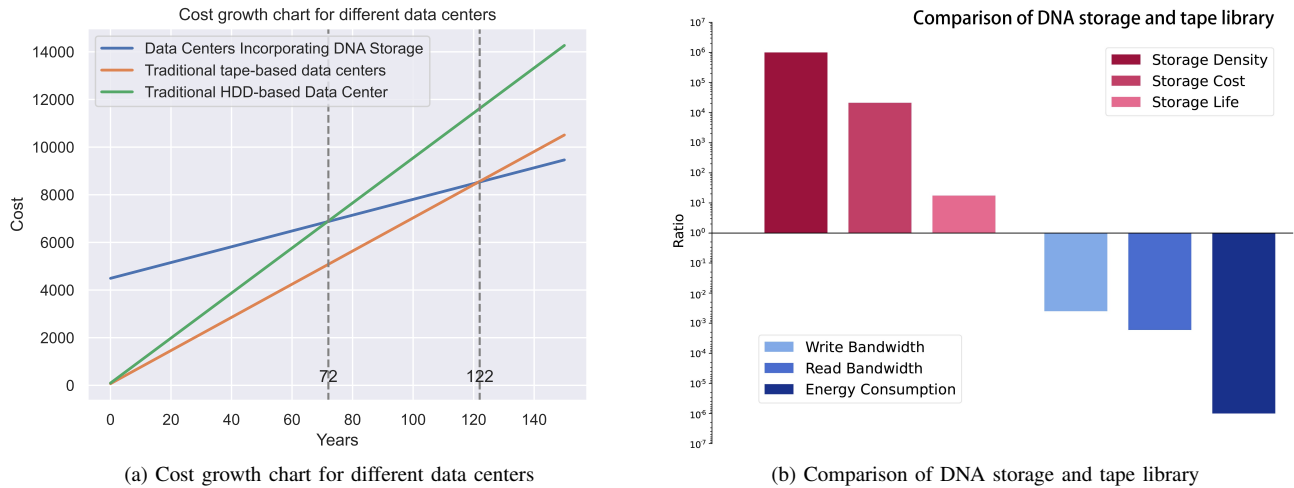 Cost growth chart for different data centers
14000
12000
10000
8000
6000
4000
2000
0
Cost
Data Centers Incorporating DNA Storage
Traditional tape-based data centers
Traditional HDD-based Data Center
72
122
0 20 40 60 80 100 120 140
Years
(a) Cost growth chart for different data centers
Comparison of DNA storage and tape library
10⁶
10⁵
10⁴
10³
10²
10¹
10⁰
10¹
10²
10³
10⁴
10⁵
10⁶
10⁷
Ratio
Storage Density
Storage Cost
Storage Life
Write Bandwidth
Read Bandwidth
Energy Consumption
(b) Comparison of DNA storage and tape library